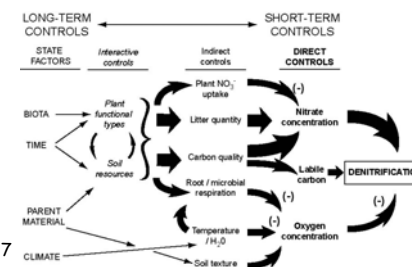 LONG-TERM CONTROLS
SHORT-TERM CONTROLS
STATE FACTORS
Interactive controls
Indirect controls
DIRECT CONTROLS
BIOTA
TIME
PARENT MATERIAL
CLIMATE
Plant functional types
Soil resources
Plant NO3- uptake
Litter quantity
Carbon quality
Root / microbial respiration
Temperature / H20
Soil texture
(-)
Nitrate concentration
Labile carbon
(-)
(-)
Oxygen concentration
(-)
DENITRIFICATIO
7